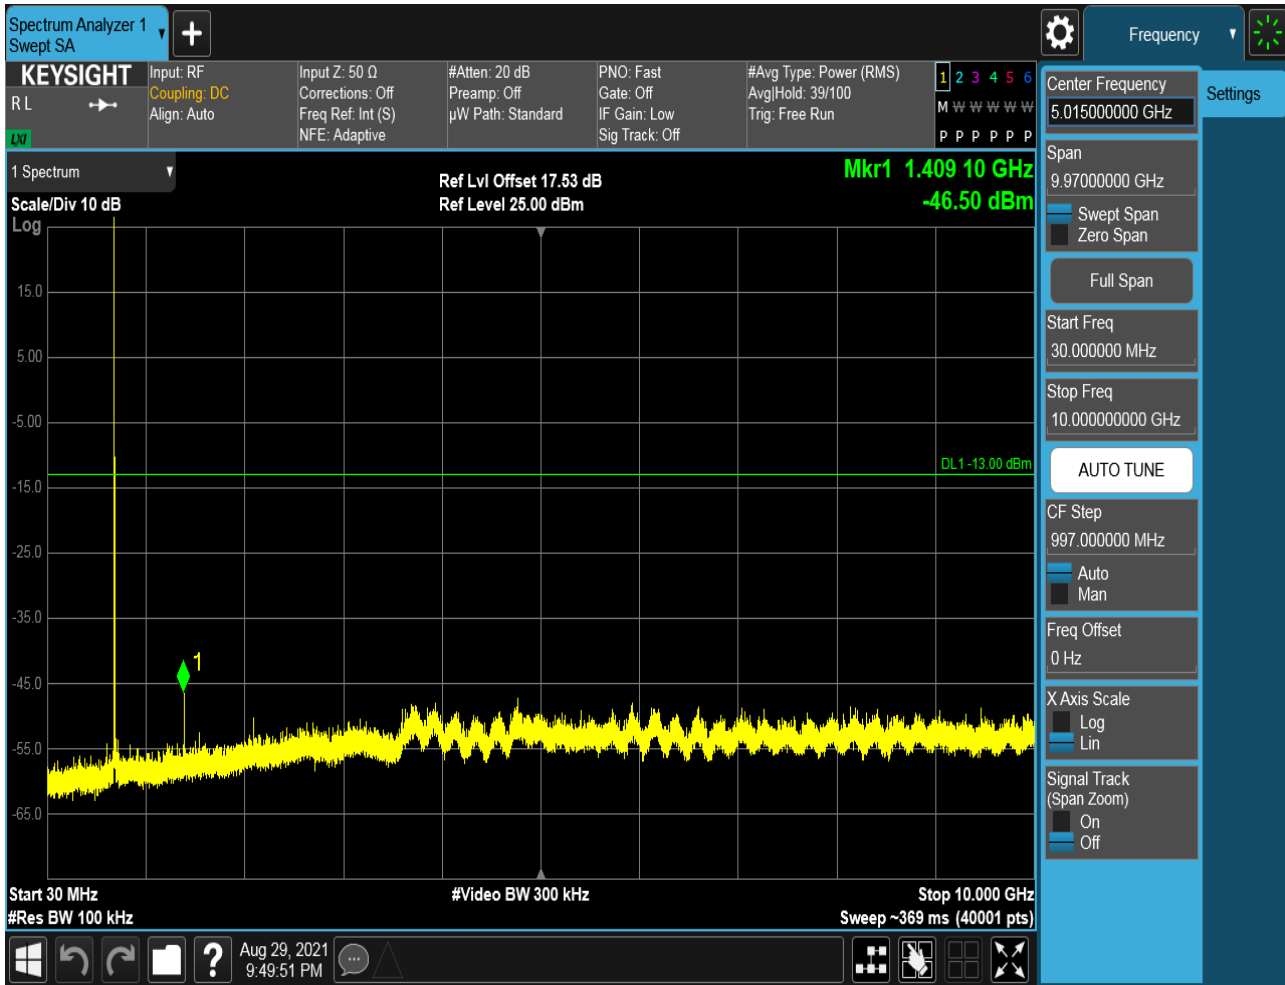 Spectrum Analyzer 1
Swept SA
Frequency
KEYSIGHT
R L
LXI
Input: RF
Coupling: DC
Align: Auto
Input Z: 50 Ω
Corrections: Off
Freq Ref: Int (S)
NFE: Adaptive
#Atten: 20 dB
Preamp: Off
µW Path: Standard
PNO: Fast
Gate: Off
IF Gain: Low
Sig Track: Off
#Avg Type: Power (RMS)
Avg|Hold: 39/100
Trig: Free Run
1 2 3 4 5 6
M W W W W W
P P P P P P
1 Spectrum
Scale/Div 10 dB
Log
Ref Lvl Offset 17.53 dB
Ref Level 25.00 dBm
Mkr1 1.409 10 GHz
-46.50 dBm
15.0
5.00
-5.00
-15.0
-25.0
-35.0
-45.0
-55.0
-65.0
DL1 -13.00 dBm
1
Start 30 MHz
#Res BW 100 kHz
#Video BW 300 kHz
Stop 10.000 GHz
Sweep ~369 ms (40001 pts)
Center Frequency
5.015000000 GHz
Settings
Span
9.97000000 GHz
Swept Span
Zero Span
Full Span
Start Freq
30.000000 MHz
Stop Freq
10.000000000 GHz
AUTO TUNE
CF Step
997.000000 MHz
Auto
Man
Freq Offset
0 Hz
X Axis Scale
Log
Lin
Signal Track
(Span Zoom)
On
Off
?
Aug 29, 2021
9:49:51 PM